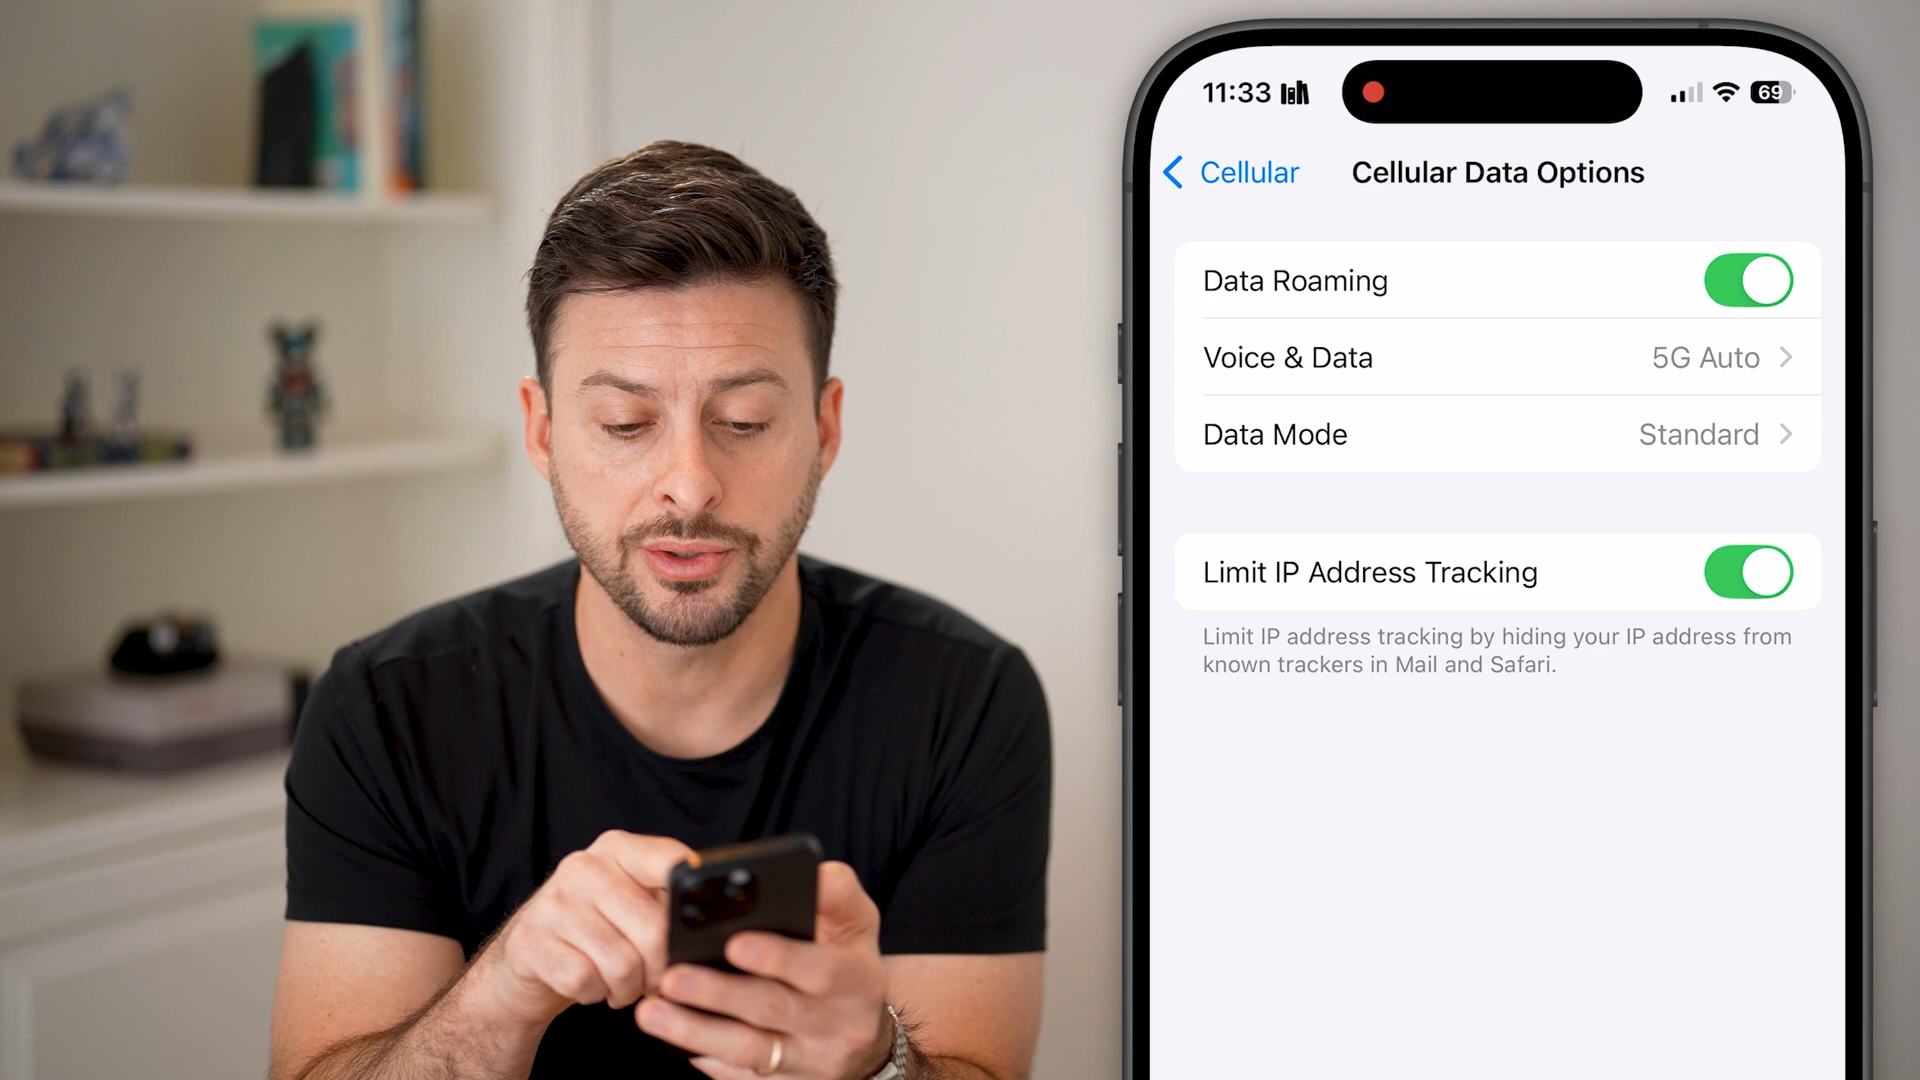 11:33
69
Cellular
Cellular Data Options
Data Roaming
Voice & Data
5G Auto
Data Mode
Standard
Limit IP Address Tracking
Limit IP address tracking by hiding your IP address from
known trackers in Mail and Safari.